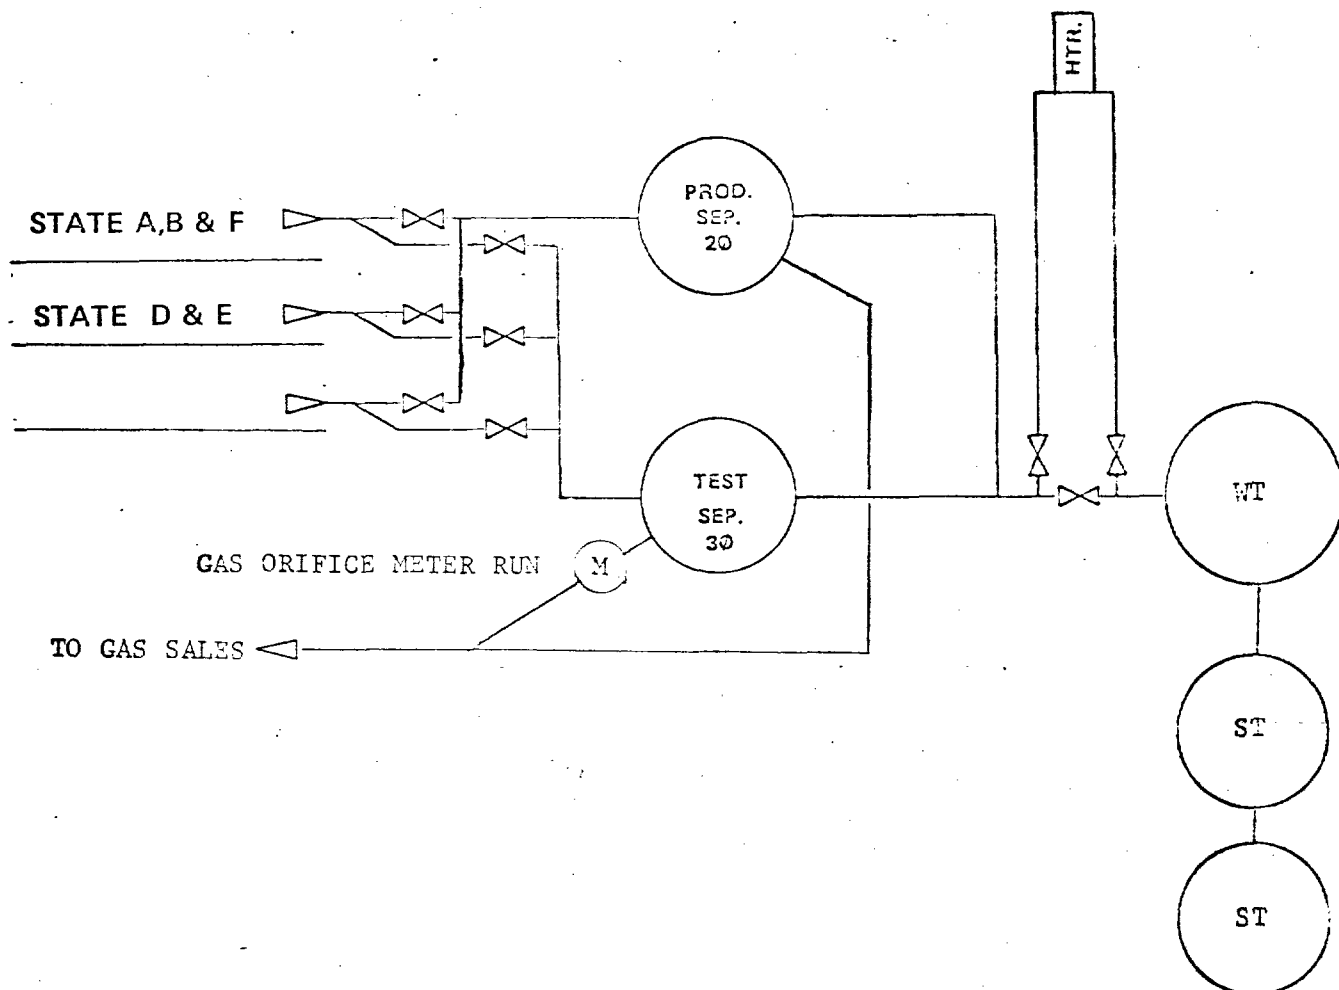 HTR.
PROD.
SEP.
20
STATE A,B & F
STATE D & E
TEST
SEP.
30
WT
GAS ORIFICE METER RUN
M
TO GAS SALES
ST
ST